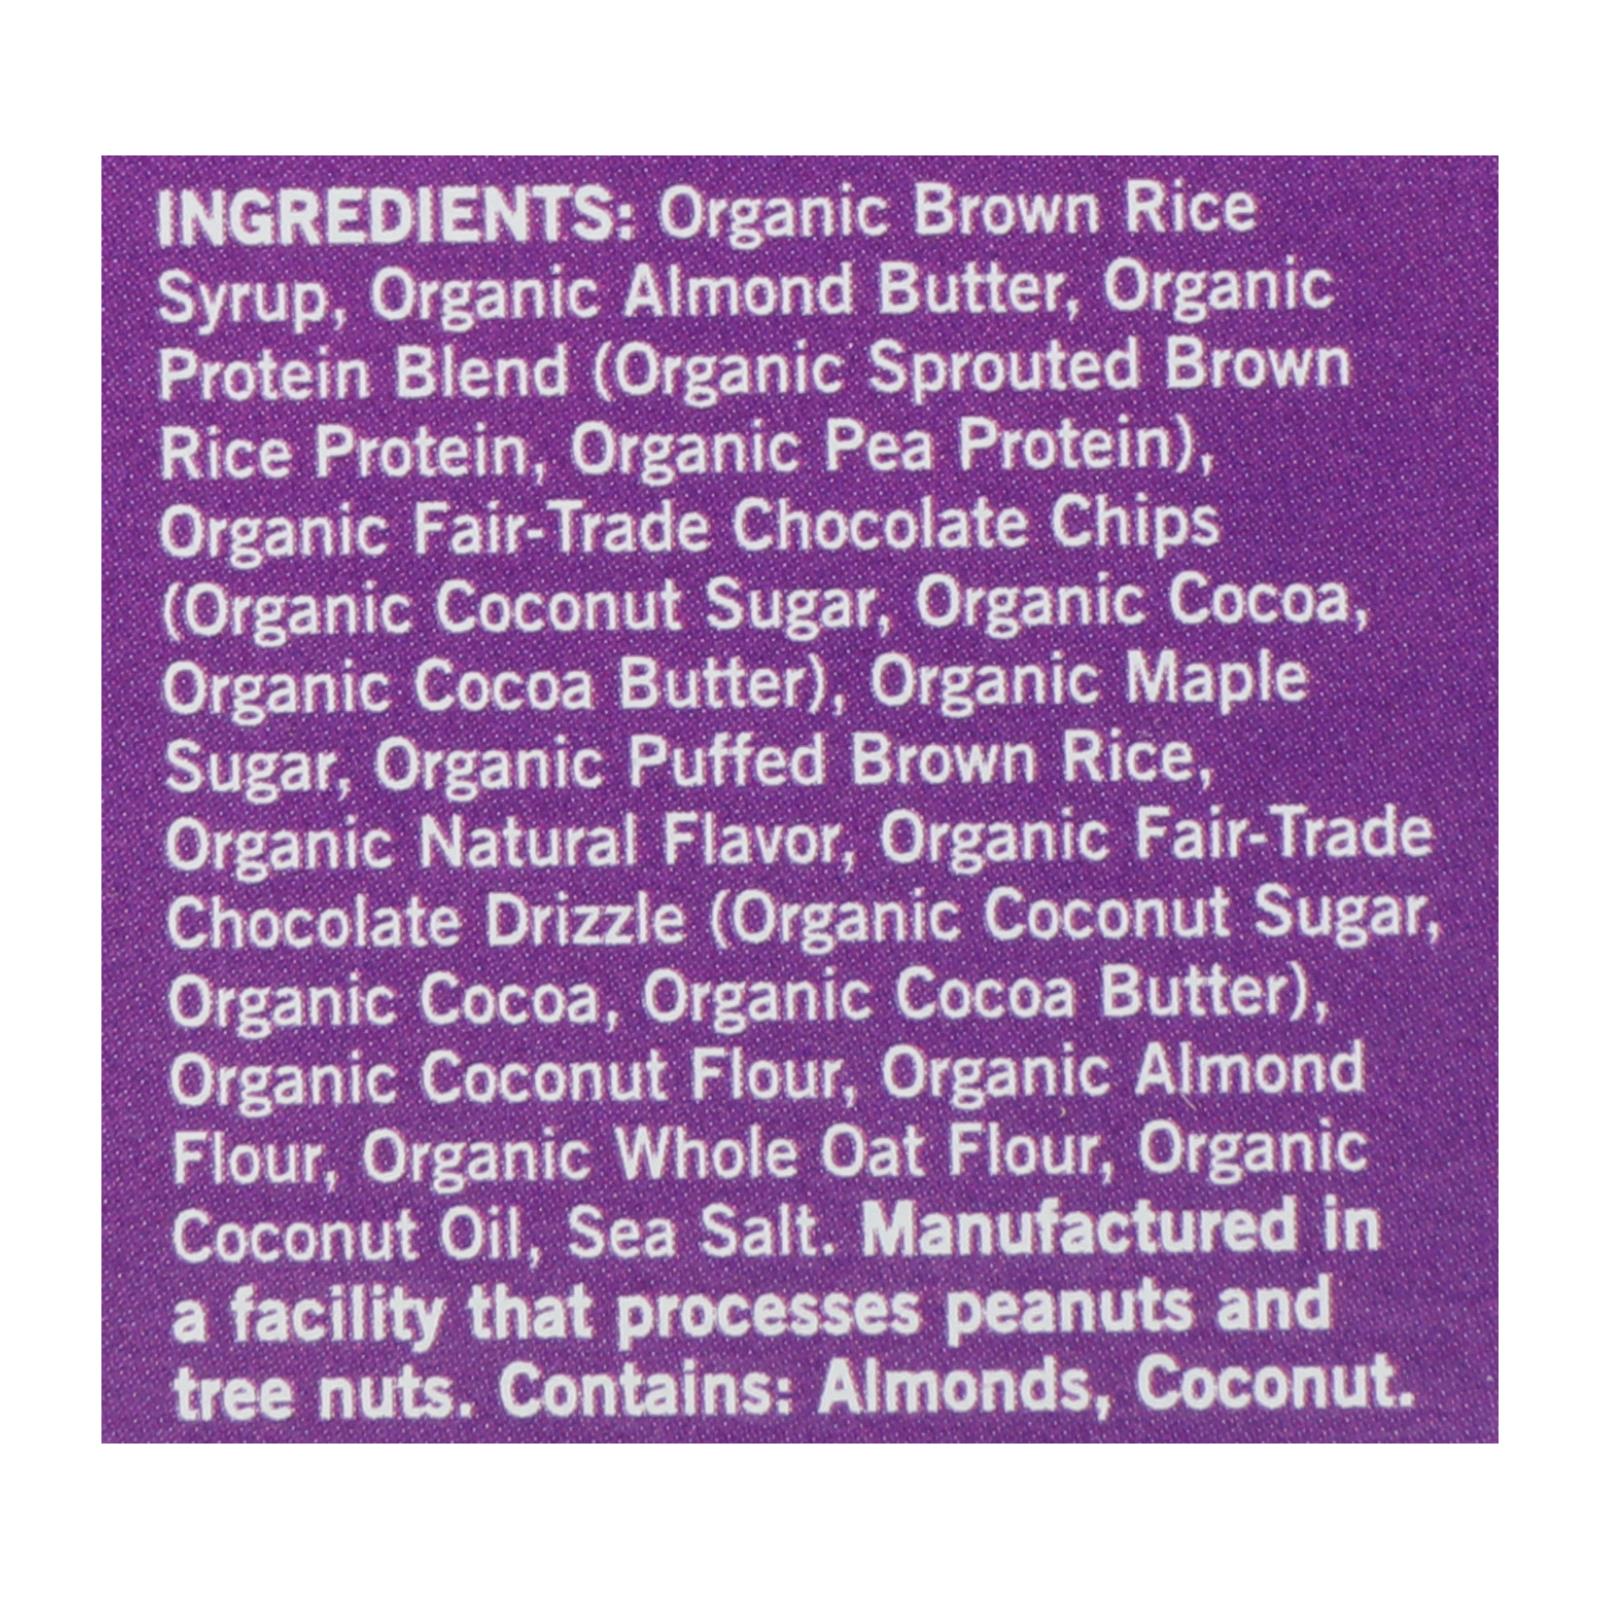 INGREDIENTS: Organic Brown Rice
Syrup, Organic Almond Butter, Organic
Protein Blend (Organic Sprouted Brown
Rice Protein, Organic Pea Protein),
Organic Fair-Trade Chocolate Chips
(Organic Coconut Sugar, Organic Cocoa,
Organic Cocoa Butter), Organic Maple
Sugar, Organic Puffed Brown Rice,
Organic Natural Flavor, Organic Fair-Trade
Chocolate Drizzle (Organic Coconut Sugar,
Organic Cocoa, Organic Cocoa Butter),
Organic Coconut Flour, Organic Almond
Flour, Organic Whole Oat Flour, Organic
Coconut Oil, Sea Salt. Manufactured in
a facility that processes peanuts and
tree nuts. Contains: Almonds, Coconut.